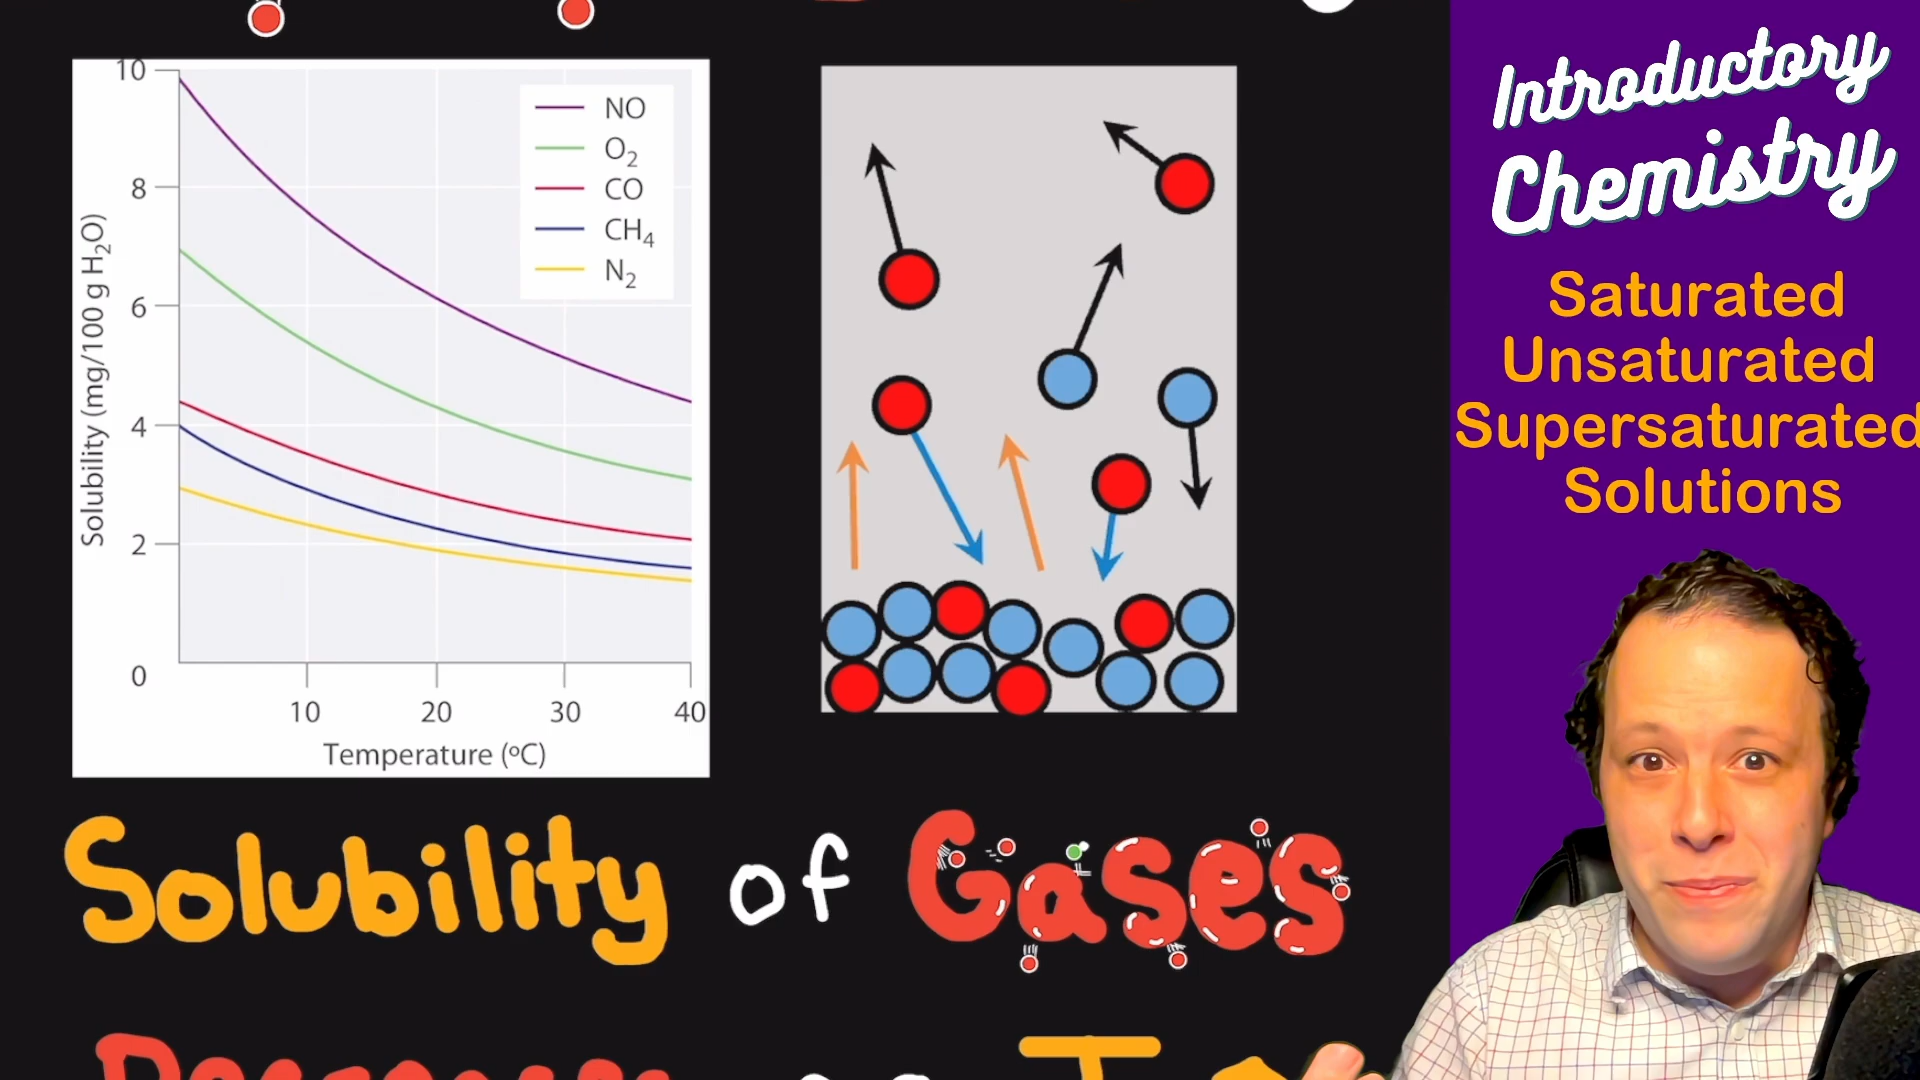 10
8
6
4
2
0
Solubility (mg/100 g H₂O)
NO
O₂
CO
CH₄
N₂
10 20 30 40
Temperature (ºC)
Solubility of Gases
Introductory
Chemistry
Saturated
Unsaturated
Supersaturated
Solutions